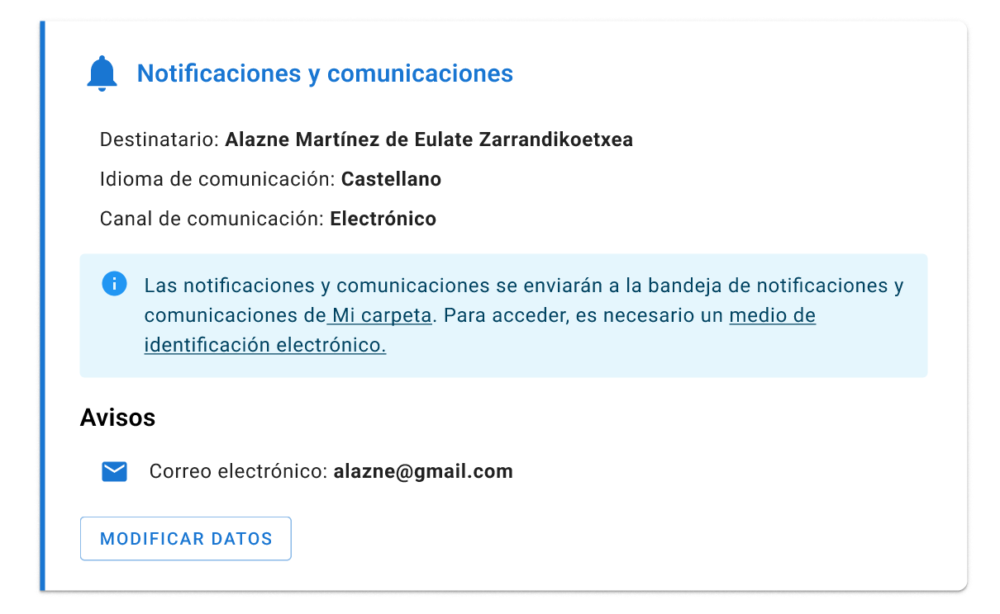 Notificaciones y comunicaciones
Destinatario: Alazne Martínez de Eulate Zarrandikoetxea
Idioma de comunicación: Castellano
Canal de comunicación: Electrónico
Las notificaciones y comunicaciones se enviarán a la bandeja de notificaciones y
comunicaciones de Mi carpeta. Para acceder, es necesario un medio de
identificación electrónico.
Avisos
Correo electrónico: alazne@gmail.com
MODIFICAR DATOS